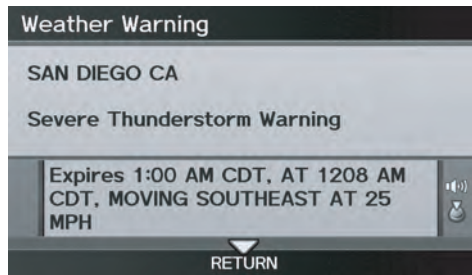 Weather Warning
SAN DIEGO CA
Severe Thunderstorm Warning
Expires 1:00 AM CDT, AT 1208 AM
CDT, MOVING SOUTHEAST AT 25
MPH
RETURN